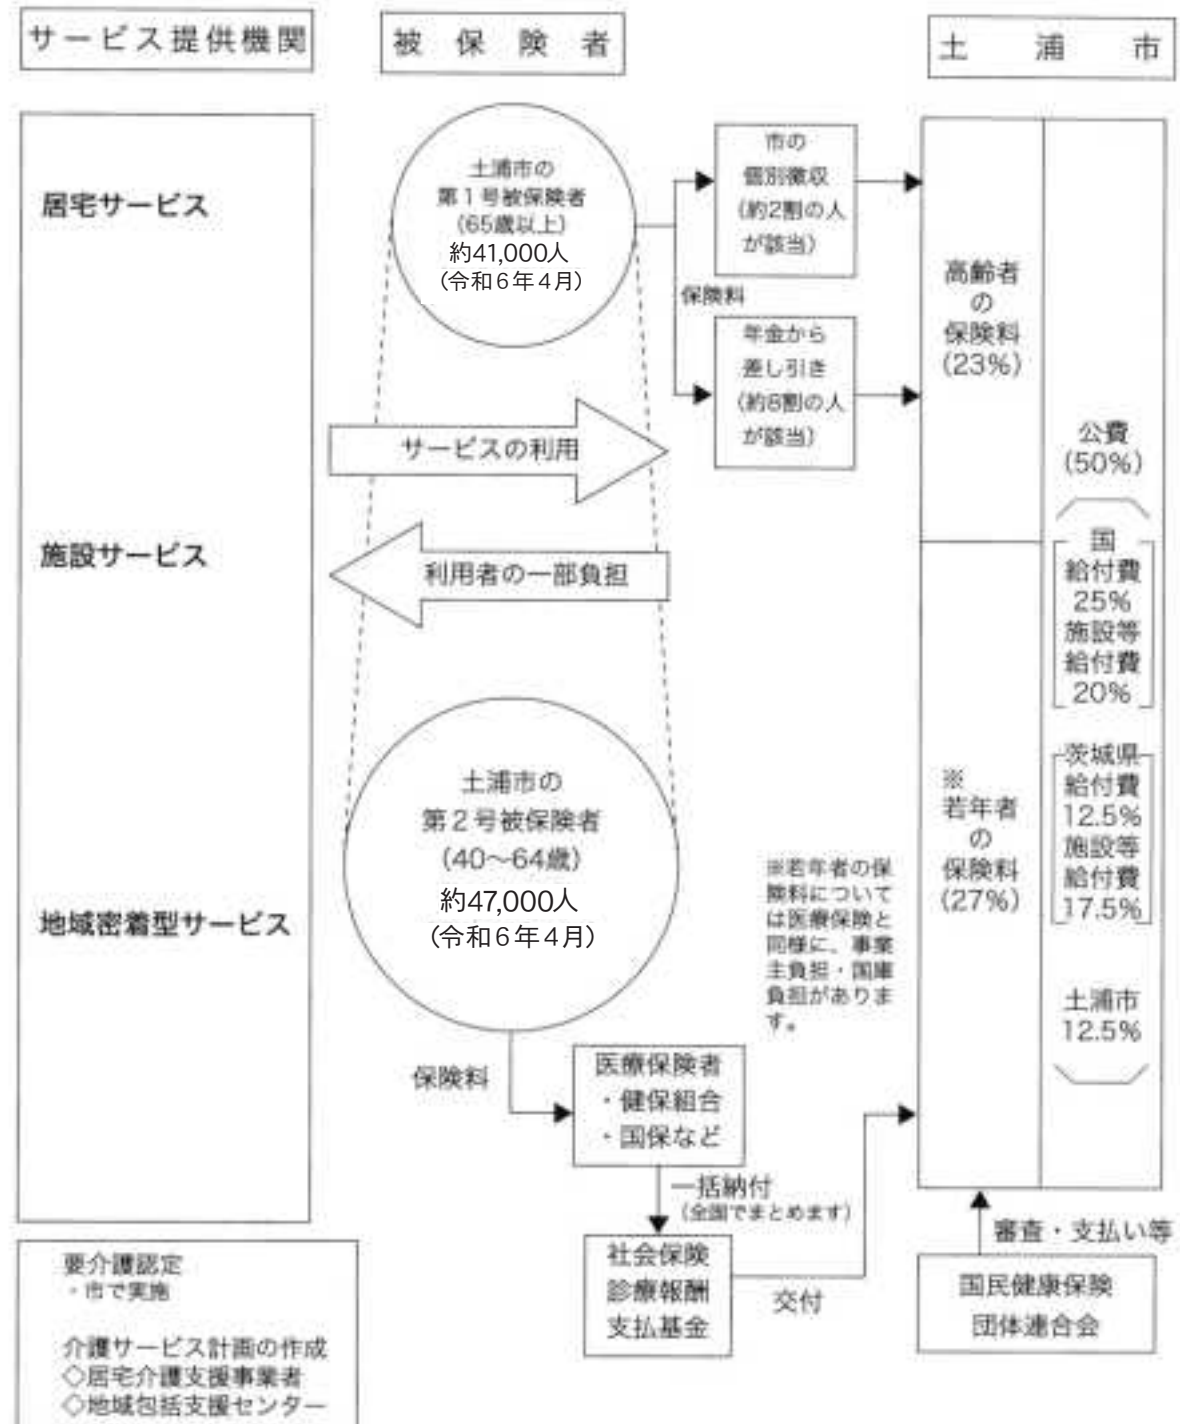 サービス提供機関
被保険者
土浦市
居宅サービス
施設サービス
地域密着型サービス
土浦市の
第1号被保険者
(65歳以上)
約41,000人
(令和6年4月)
保険料
市の
個別徴収
(約2割の人
が該当)
年金から
差し引き
(約8割の人
が該当)
サービスの利用
利用者の一部負担
土浦市の
第2号被保険者
(40～64歳)
約47,000人
(令和6年4月)
保険料
医療保険者
・健保組合
・国保など
一括納付
(全国でまとめます)
社会保険
診療報酬
支払基金
交付
※若年者の保
険料について
は医療保険と
同様に、事業
主負担・国庫
負担がありま
す。
高齢者
の
保険料
(23%)
※
若年者
の
保険料
(27%)
公費
(50%)
国
給付費
25%
施設等
給付費
20%
茨城県
給付費
12.5%
施設等
給付費
17.5%
土浦市
12.5%
審査・支払い等
国民健康保険
団体連合会
要介護認定
・市で実施
介護サービス計画の作成
◇居宅介護支援事業者
◇地域包括支援センター